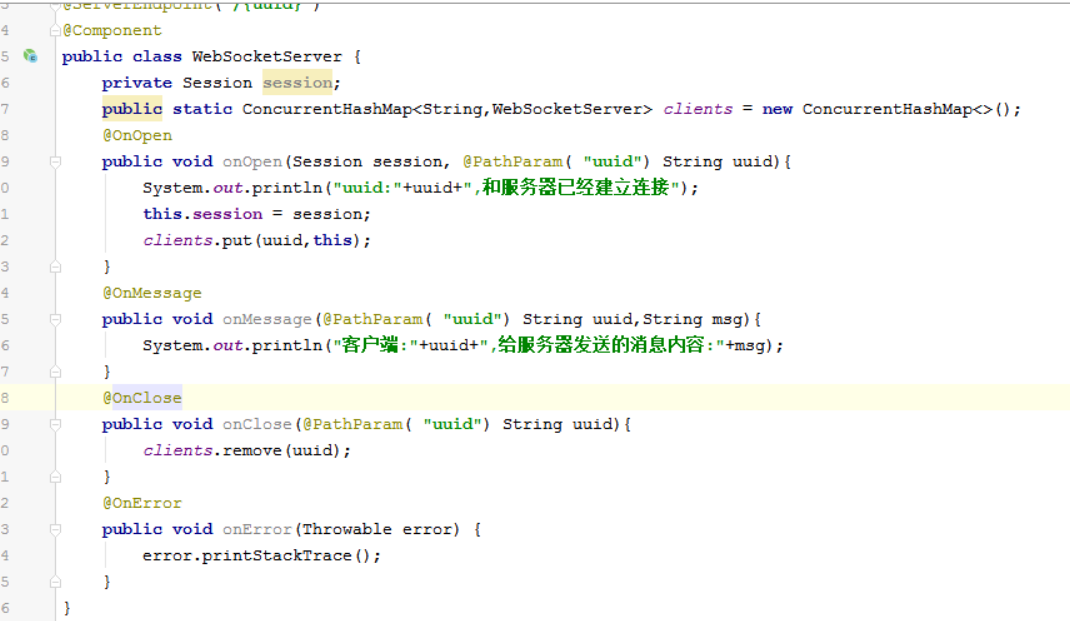 3 @ServerEndpoint( "/{uuid}")
4 @Component
5 public class WebSocketServer {
6 private Session session;
7 public static ConcurrentHashMap<String,WebSocketServer> clients = new ConcurrentHashMap<>();
8 @OnOpen
9 public void onOpen(Session session, @PathParam( "uuid") String uuid){
0 System.out.println("uuid:"+uuid+",和服务器已经建立连接");
1 this.session = session;
2 clients.put(uuid,this);
3 }
4 @OnMessage
5 public void onMessage(@PathParam( "uuid") String uuid,String msg){
6 System.out.println("客户端:"+uuid+",给服务器发送的消息内容:"+msg);
7 }
8 @OnClose
9 public void onClose(@PathParam( "uuid") String uuid){
0 clients.remove(uuid);
1 }
2 @OnError
3 public void onError(Throwable error) {
4 error.printStackTrace();
5 }
6 }